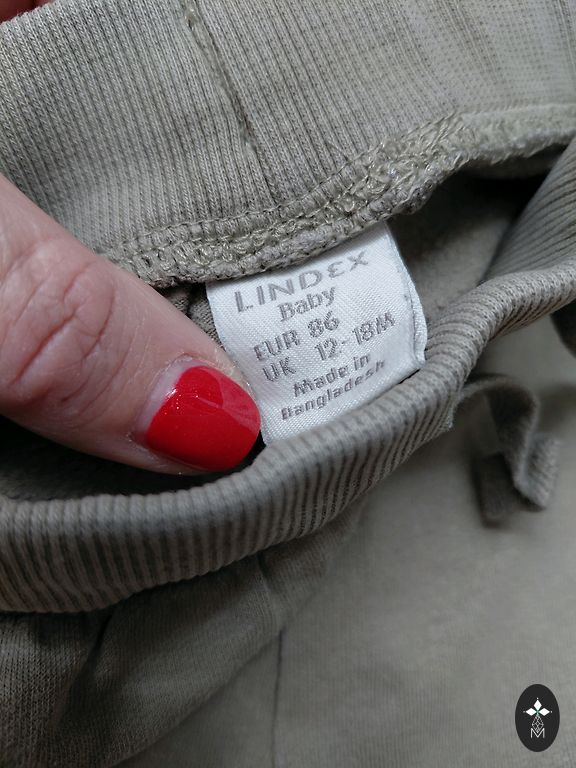 LINDEX
Baby
EUR 86
UK 12-18M
Made in
Bangladesh
M